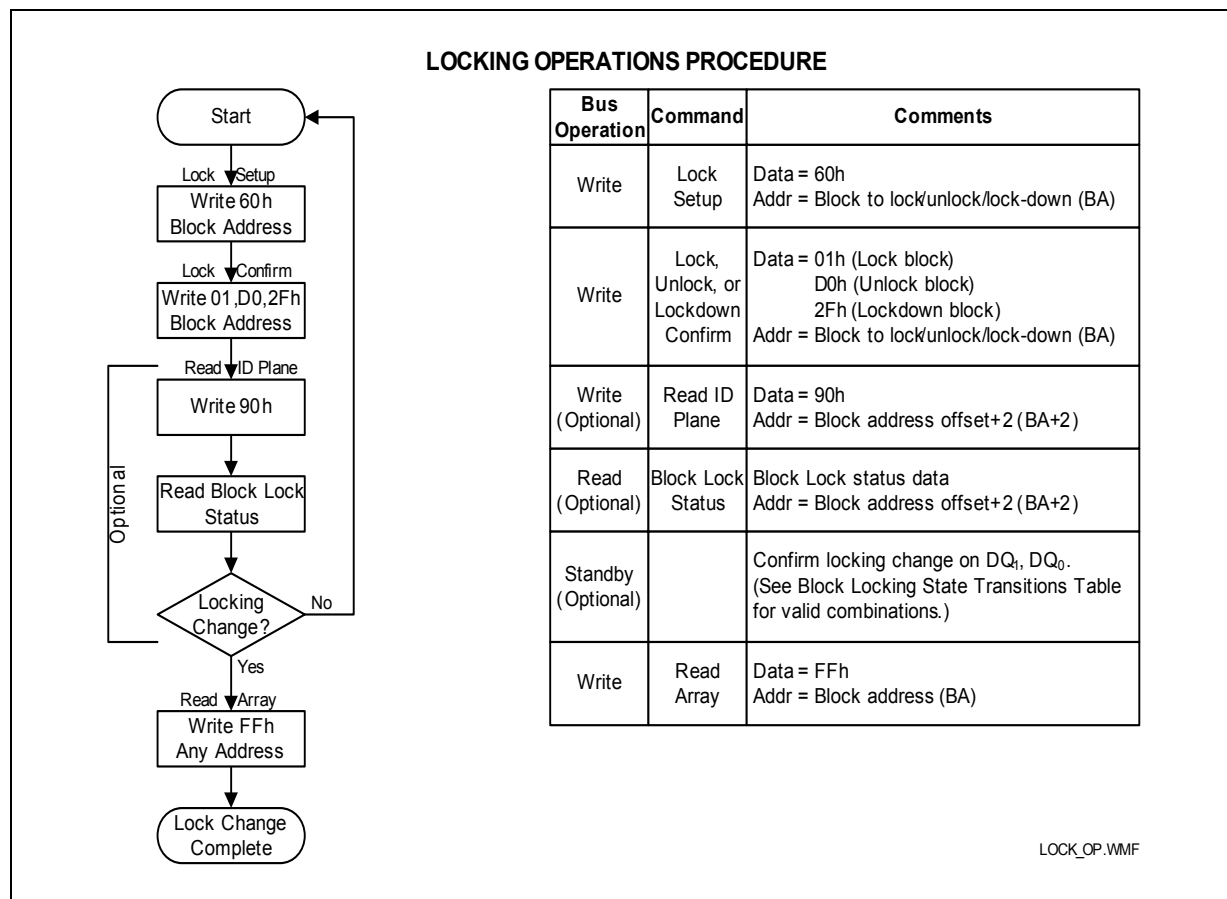 LOCKING OPERATIONS PROCEDURE
Start
Lock Setup
Write 60h
Block Address
Lock Confirm
Write 01,D0,2Fh
Block Address
Read ID Plane
Write 90h
Optional
Read Block Lock
Status
Locking
Change?
No
Yes
Read Array
Write FFh
Any Address
Lock Change
Complete
Bus
Operation
Command
Comments
Write
Lock
Setup
Data = 60h
Addr = Block to lock/unlock/lock-down (BA)
Write
Lock,
Unlock, or
Lockdown
Confirm
Data = 01h (Lock block)
D0h (Unlock block)
2Fh (Lockdown block)
Addr = Block to lock/unlock/lock-down (BA)
Write
(Optional)
Read ID
Plane
Data = 90h
Addr = Block address offset+2 (BA+2)
Read
(Optional)
Block Lock
Status
Block Lock status data
Addr = Block address offset+2 (BA+2)
Standby
(Optional)
Confirm locking change on DQ₁, DQ₀.
(See Block Locking State Transitions Table
for valid combinations.)
Write
Read
Array
Data = FFh
Addr = Block address (BA)
LOCK_OP.WMF